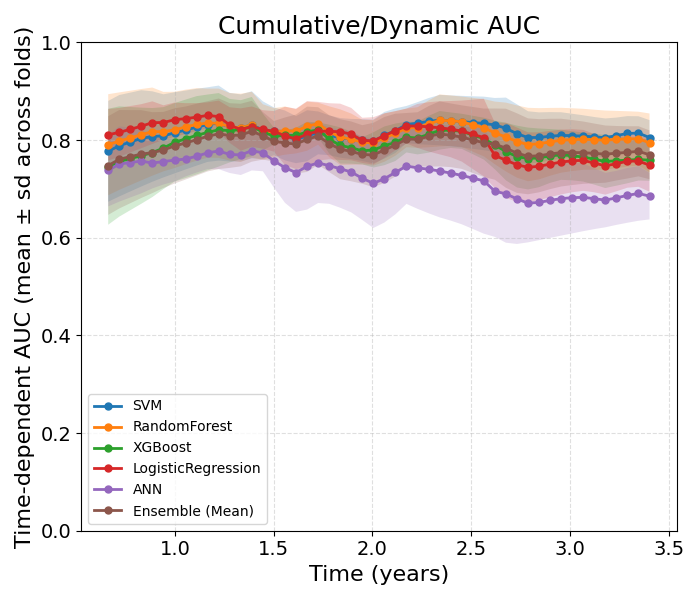 Cumulative/Dynamic AUC
Time-dependent AUC (mean ± sd across folds)
1.0
0.8
0.6
0.4
0.2
0.0
SVM
RandomForest
XGBoost
LogisticRegression
ANN
Ensemble (Mean)
1.0 1.5 2.0 2.5 3.0 3.5
Time (years)